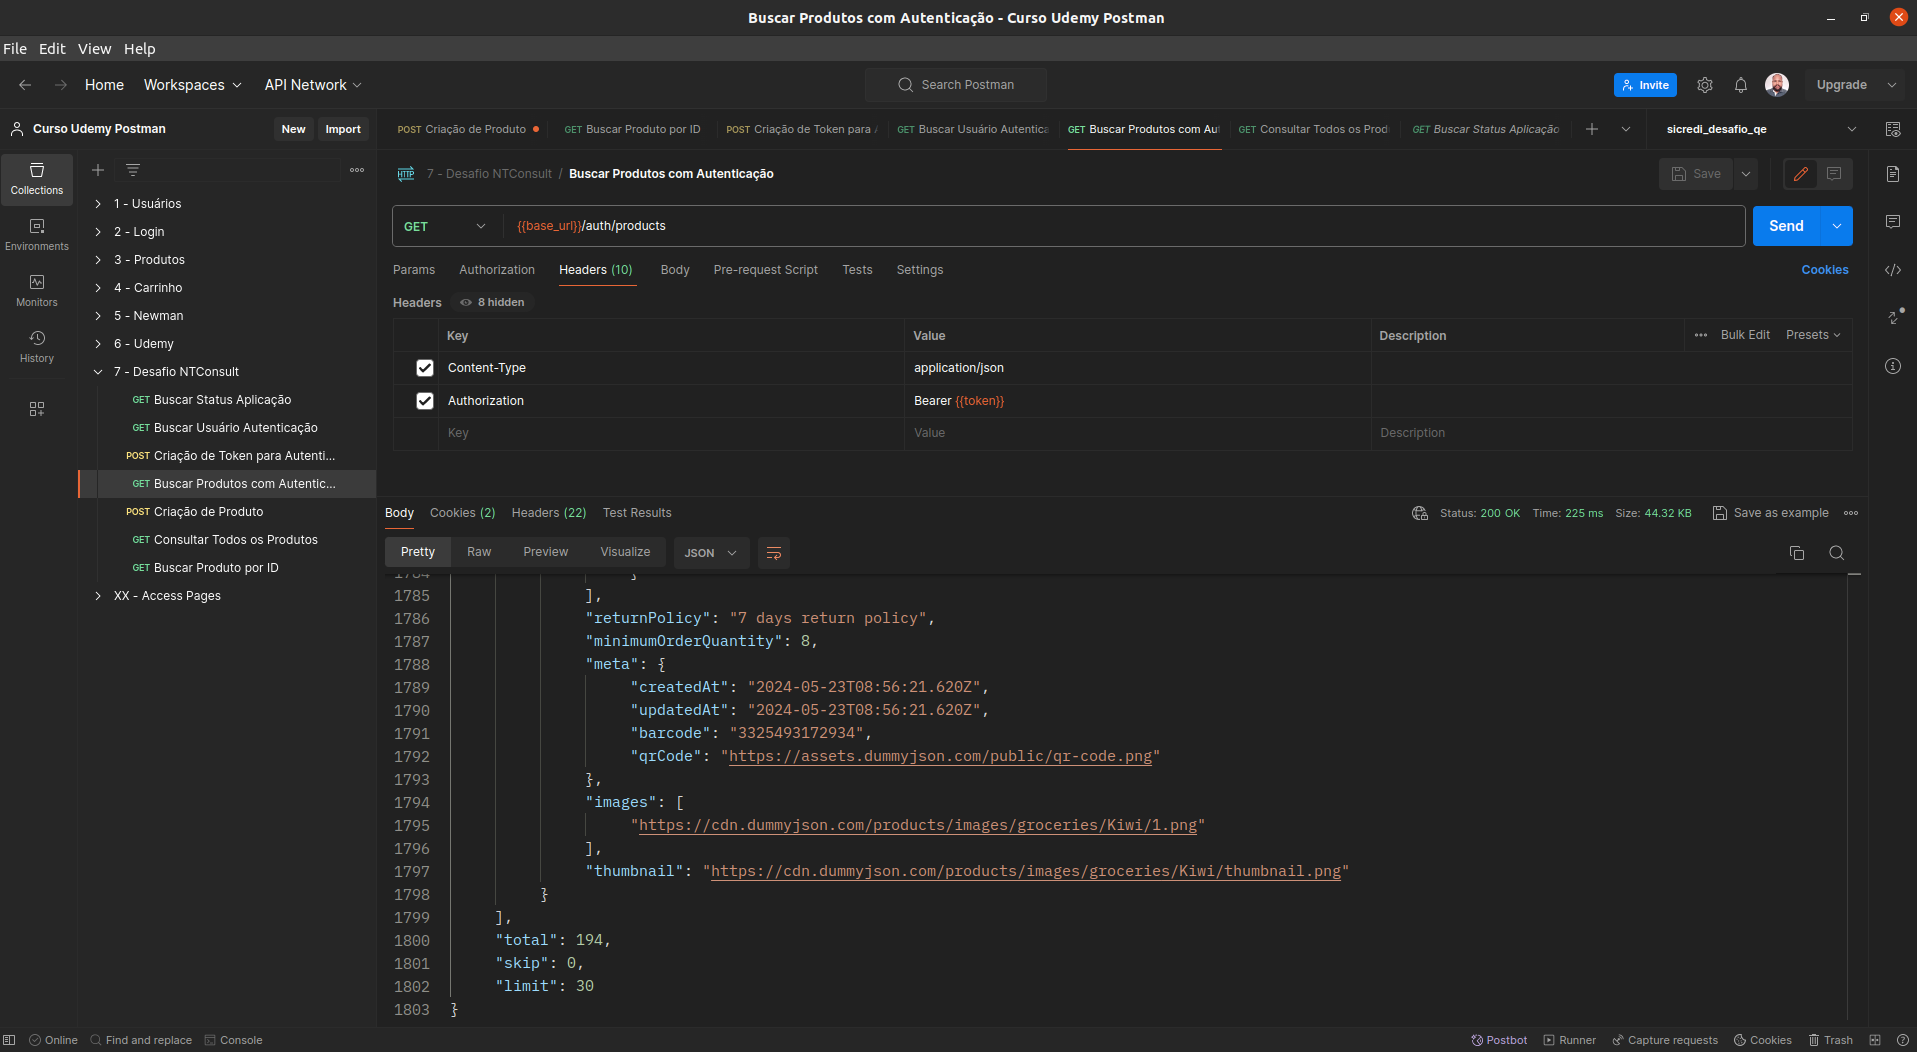 Buscar Produtos com Autenticação - Curso Udemy Postman
File Edit View Help
Home Workspaces API Network Search Postman Invite Upgrade
Curso Udemy Postman New Import
POST Criação de Produto GET Buscar Produto por ID POST Criação de Token para GET Buscar Usuário Autentica GET Buscar Produtos com Aut GET Consultar Todos os Prod GET Buscar Status Aplicação sicredi_desafio_qe
Collections
Environments
Monitors
History
1 - Usuários
2 - Login
3 - Produtos
4 - Carrinho
5 - Newman
6 - Udemy
7 - Desafio NTConsult
GET Buscar Status Aplicação
GET Buscar Usuário Autenticação
POST Criação de Token para Autenti...
GET Buscar Produtos com Autentic...
POST Criação de Produto
GET Consultar Todos os Produtos
GET Buscar Produto por ID
XX - Access Pages
HTTP 7 - Desafio NTConsult / Buscar Produtos com Autenticação Save
GET {{base_url}}/auth/products Send
Params Authorization Headers (10) Body Pre-request Script Tests Settings Cookies
Headers 8 hidden
Key Value Description Bulk Edit Presets
Content-Type application/json
Authorization Bearer {{token}}
Key Value Description
Body Cookies (2) Headers (22) Test Results Status: 200 OK Time: 225 ms Size: 44.32 KB Save as example
Pretty Raw Preview Visualize JSON
1784 }
1785 ],
1786 "returnPolicy": "7 days return policy",
1787 "minimumOrderQuantity": 8,
1788 "meta": {
1789 "createdAt": "2024-05-23T08:56:21.620Z",
1790 "updatedAt": "2024-05-23T08:56:21.620Z",
1791 "barcode": "3325493172934",
1792 "qrCode": "https://assets.dummyjson.com/public/qr-code.png"
1793 },
1794 "images": [
1795 "https://cdn.dummyjson.com/products/images/groceries/Kiwi/1.png"
1796 ],
1797 "thumbnail": "https://cdn.dummyjson.com/products/images/groceries/Kiwi/thumbnail.png"
1798 }
1799 ],
1800 "total": 194,
1801 "skip": 0,
1802 "limit": 30
1803 }
Online Find and replace Console Postbot Runner Capture requests Cookies Trash